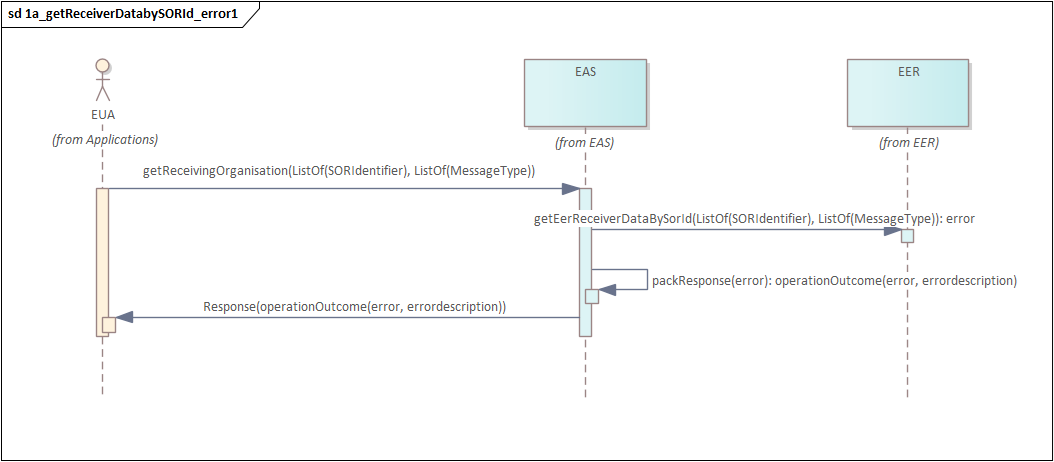 sd 1a_getReceiverDatabySORId_error1
EUA
(from Applications)
EAS
(from EAS)
EER
(from EER)
getReceivingOrganisation(ListOf(SORIdentifier), ListOf(MessageType))
getEerReceiverDataBySorId(ListOf(SORIdentifier), ListOf(MessageType)): error
packResponse(error): operationOutcome(error, errordescription)
Response(operationOutcome(error, errordescription))